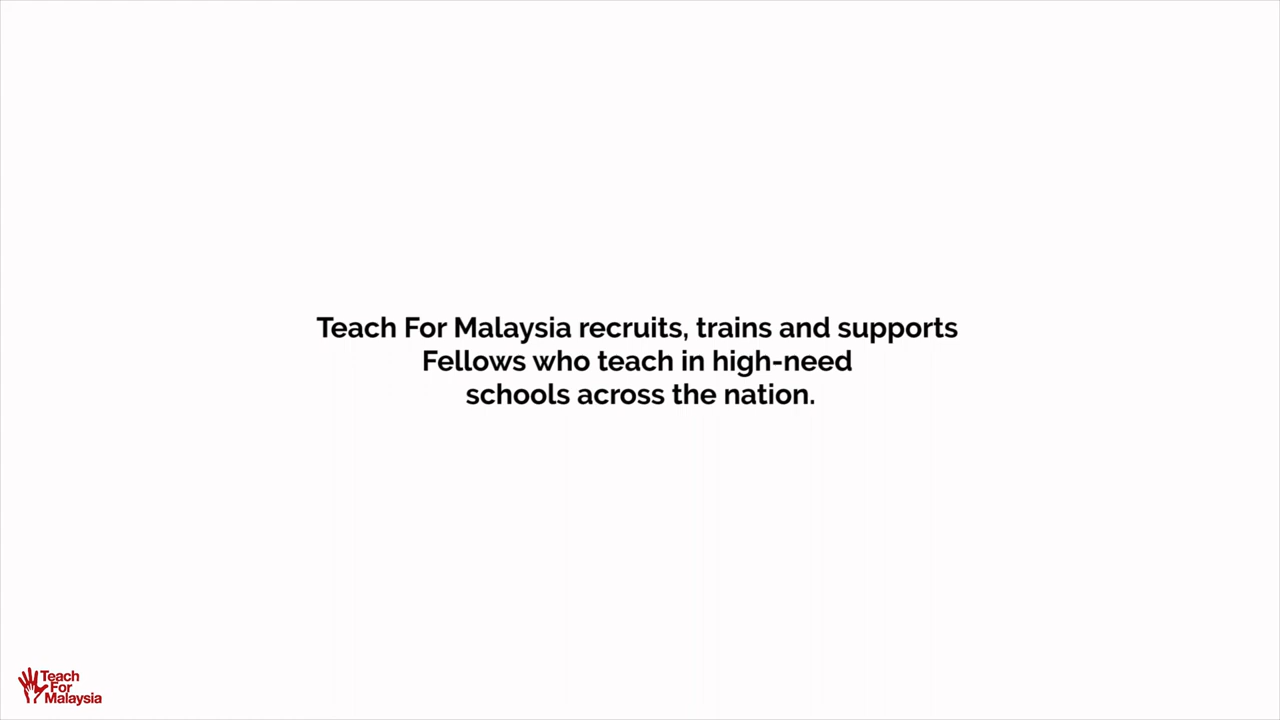 Teach For Malaysia recruits, trains and supports
Fellows who teach in high-need
schools across the nation.
Teach
For
Malaysia